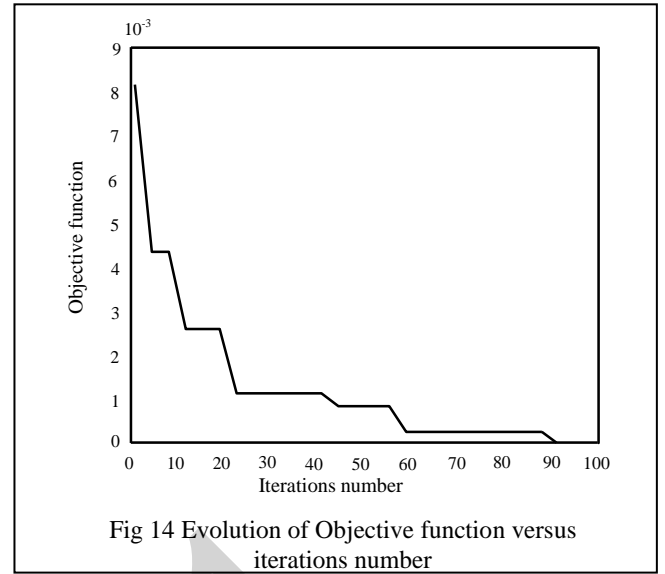 10-3
9
8
7
6
5
4
3
2
1
0
Objective function
0 10 20 30 40 50 60 70 80 90 100
Iterations number
Fig 14 Evolution of Objective function versus
iterations number